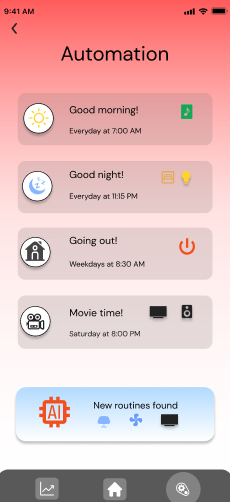 9:41 AM
Automation
Good morning!
Everyday at 7:00 AM
Good night!
Everyday at 11:15 PM
Going out!
Weekdays at 8:30 AM
Movie time!
Saturday at 8:00 PM
AI
New routines found